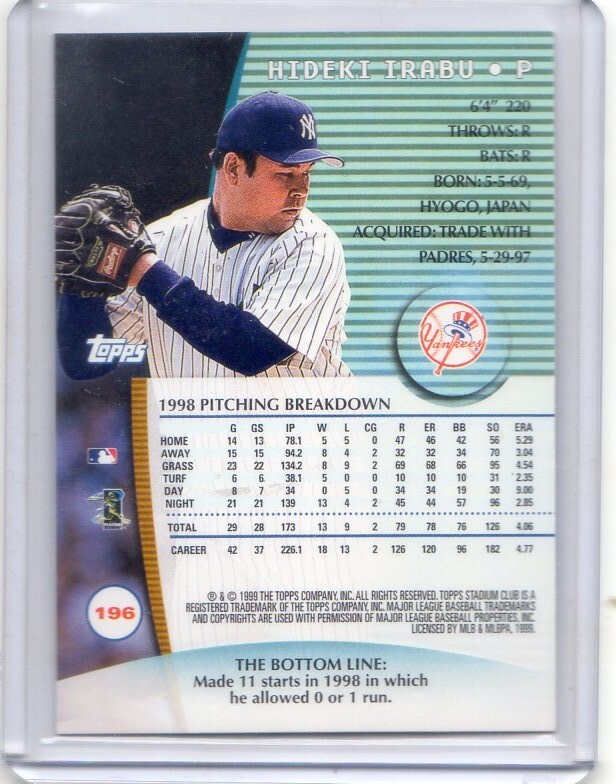 HIDEKI IRABU • P
6'4" 220
THROWS: R
BATS: R
BORN: 5-5-69,
HYOGO, JAPAN
ACQUIRED: TRADE WITH
PADRES, 5-29-97
NY
Rawlings
Yankees
TOPPS
1998 PITCHING BREAKDOWN
G GS IP W L CG R ER BB SO ERA
HOME 14 13 78.1 5 5 0 47 46 42 56 5.29
AWAY 15 15 94.2 8 4 2 32 32 34 70 3.04
GRASS 23 22 134.2 8 9 2 69 68 66 95 4.54
TURF 6 6 38.1 5 0 0 10 10 10 31 2.35
DAY 8 7 34 0 5 0 34 34 19 30 9.00
NIGHT 21 21 139 13 4 2 45 44 57 96 2.85
TOTAL 29 28 173 13 9 2 79 78 76 126 4.06
CAREER 42 37 226.1 18 13 2 126 120 96 182 4.77
® & © 1999 THE TOPPS COMPANY, INC. ALL RIGHTS RESERVED. TOPPS STADIUM CLUB IS A
REGISTERED TRADEMARK OF THE TOPPS COMPANY, INC. MAJOR LEAGUE BASEBALL TRADEMARKS
AND COPYRIGHTS ARE USED WITH PERMISSION OF MAJOR LEAGUE BASEBALL PROPERTIES, INC.
LICENSED BY MLB & MLBPA, 1999.
196
THE BOTTOM LINE:
Made 11 starts in 1998 in which
he allowed 0 or 1 run.